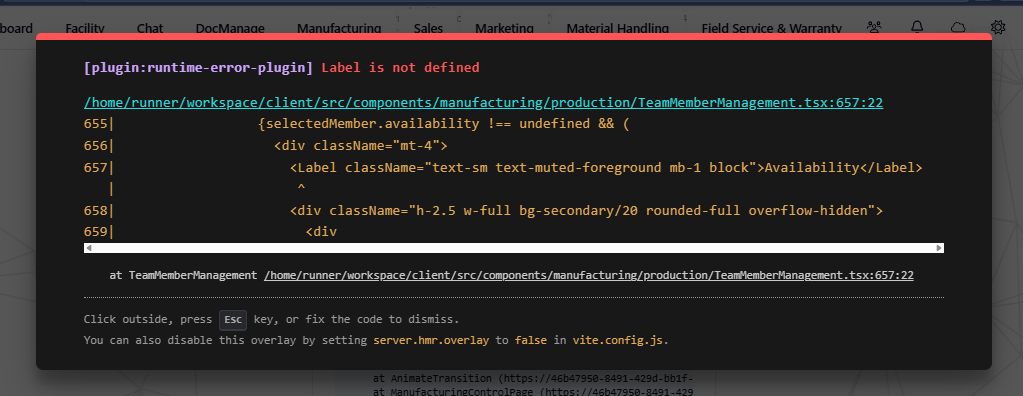 board Facility Chat DocManage Manufacturing Sales Marketing Material Handling Field Service & Warranty
[plugin:runtime-error-plugin] Label is not defined
/home/runner/workspace/client/src/components/manufacturing/production/TeamMemberManagement.tsx:657:22
655| {selectedMember.availability !== undefined && (
656| <div className="mt-4">
657| <Label className="text-sm text-muted-foreground mb-1 block">Availability</Label>
| ^
658| <div className="h-2.5 w-full bg-secondary/20 rounded-full overflow-hidden">
659| <div
at TeamMemberManagement /home/runner/workspace/client/src/components/manufacturing/production/TeamMemberManagement.tsx:657:22
Click outside, press Esc key, or fix the code to dismiss.
You can also disable this overlay by setting server.hmr.overlay to false in vite.config.js.
at AnimateTransition (https://46b47950-8491-429d-bb1f-
at ManufacturingControlPage (https://46b47950-8491-429